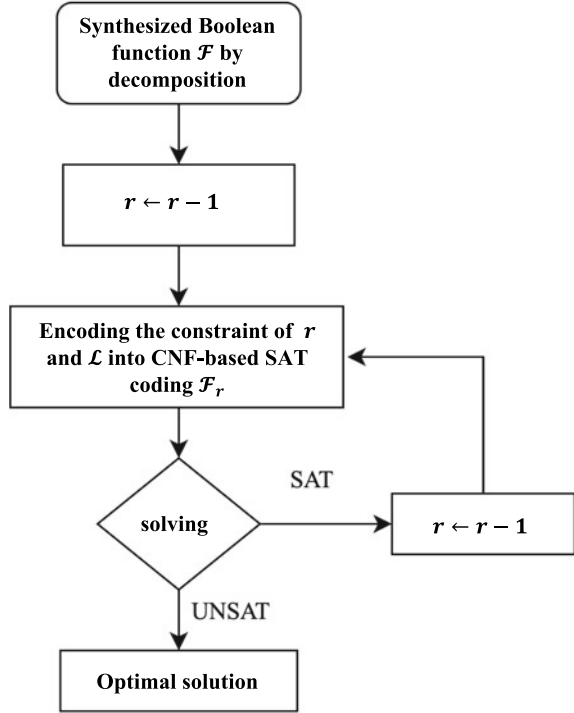 Synthesized Boolean
function ℱ by
decomposition
r ← r − 1
Encoding the constraint of r
and ℒ into CNF-based SAT
coding ℱᵣ
SAT
solving
r ← r − 1
UNSAT
Optimal solution